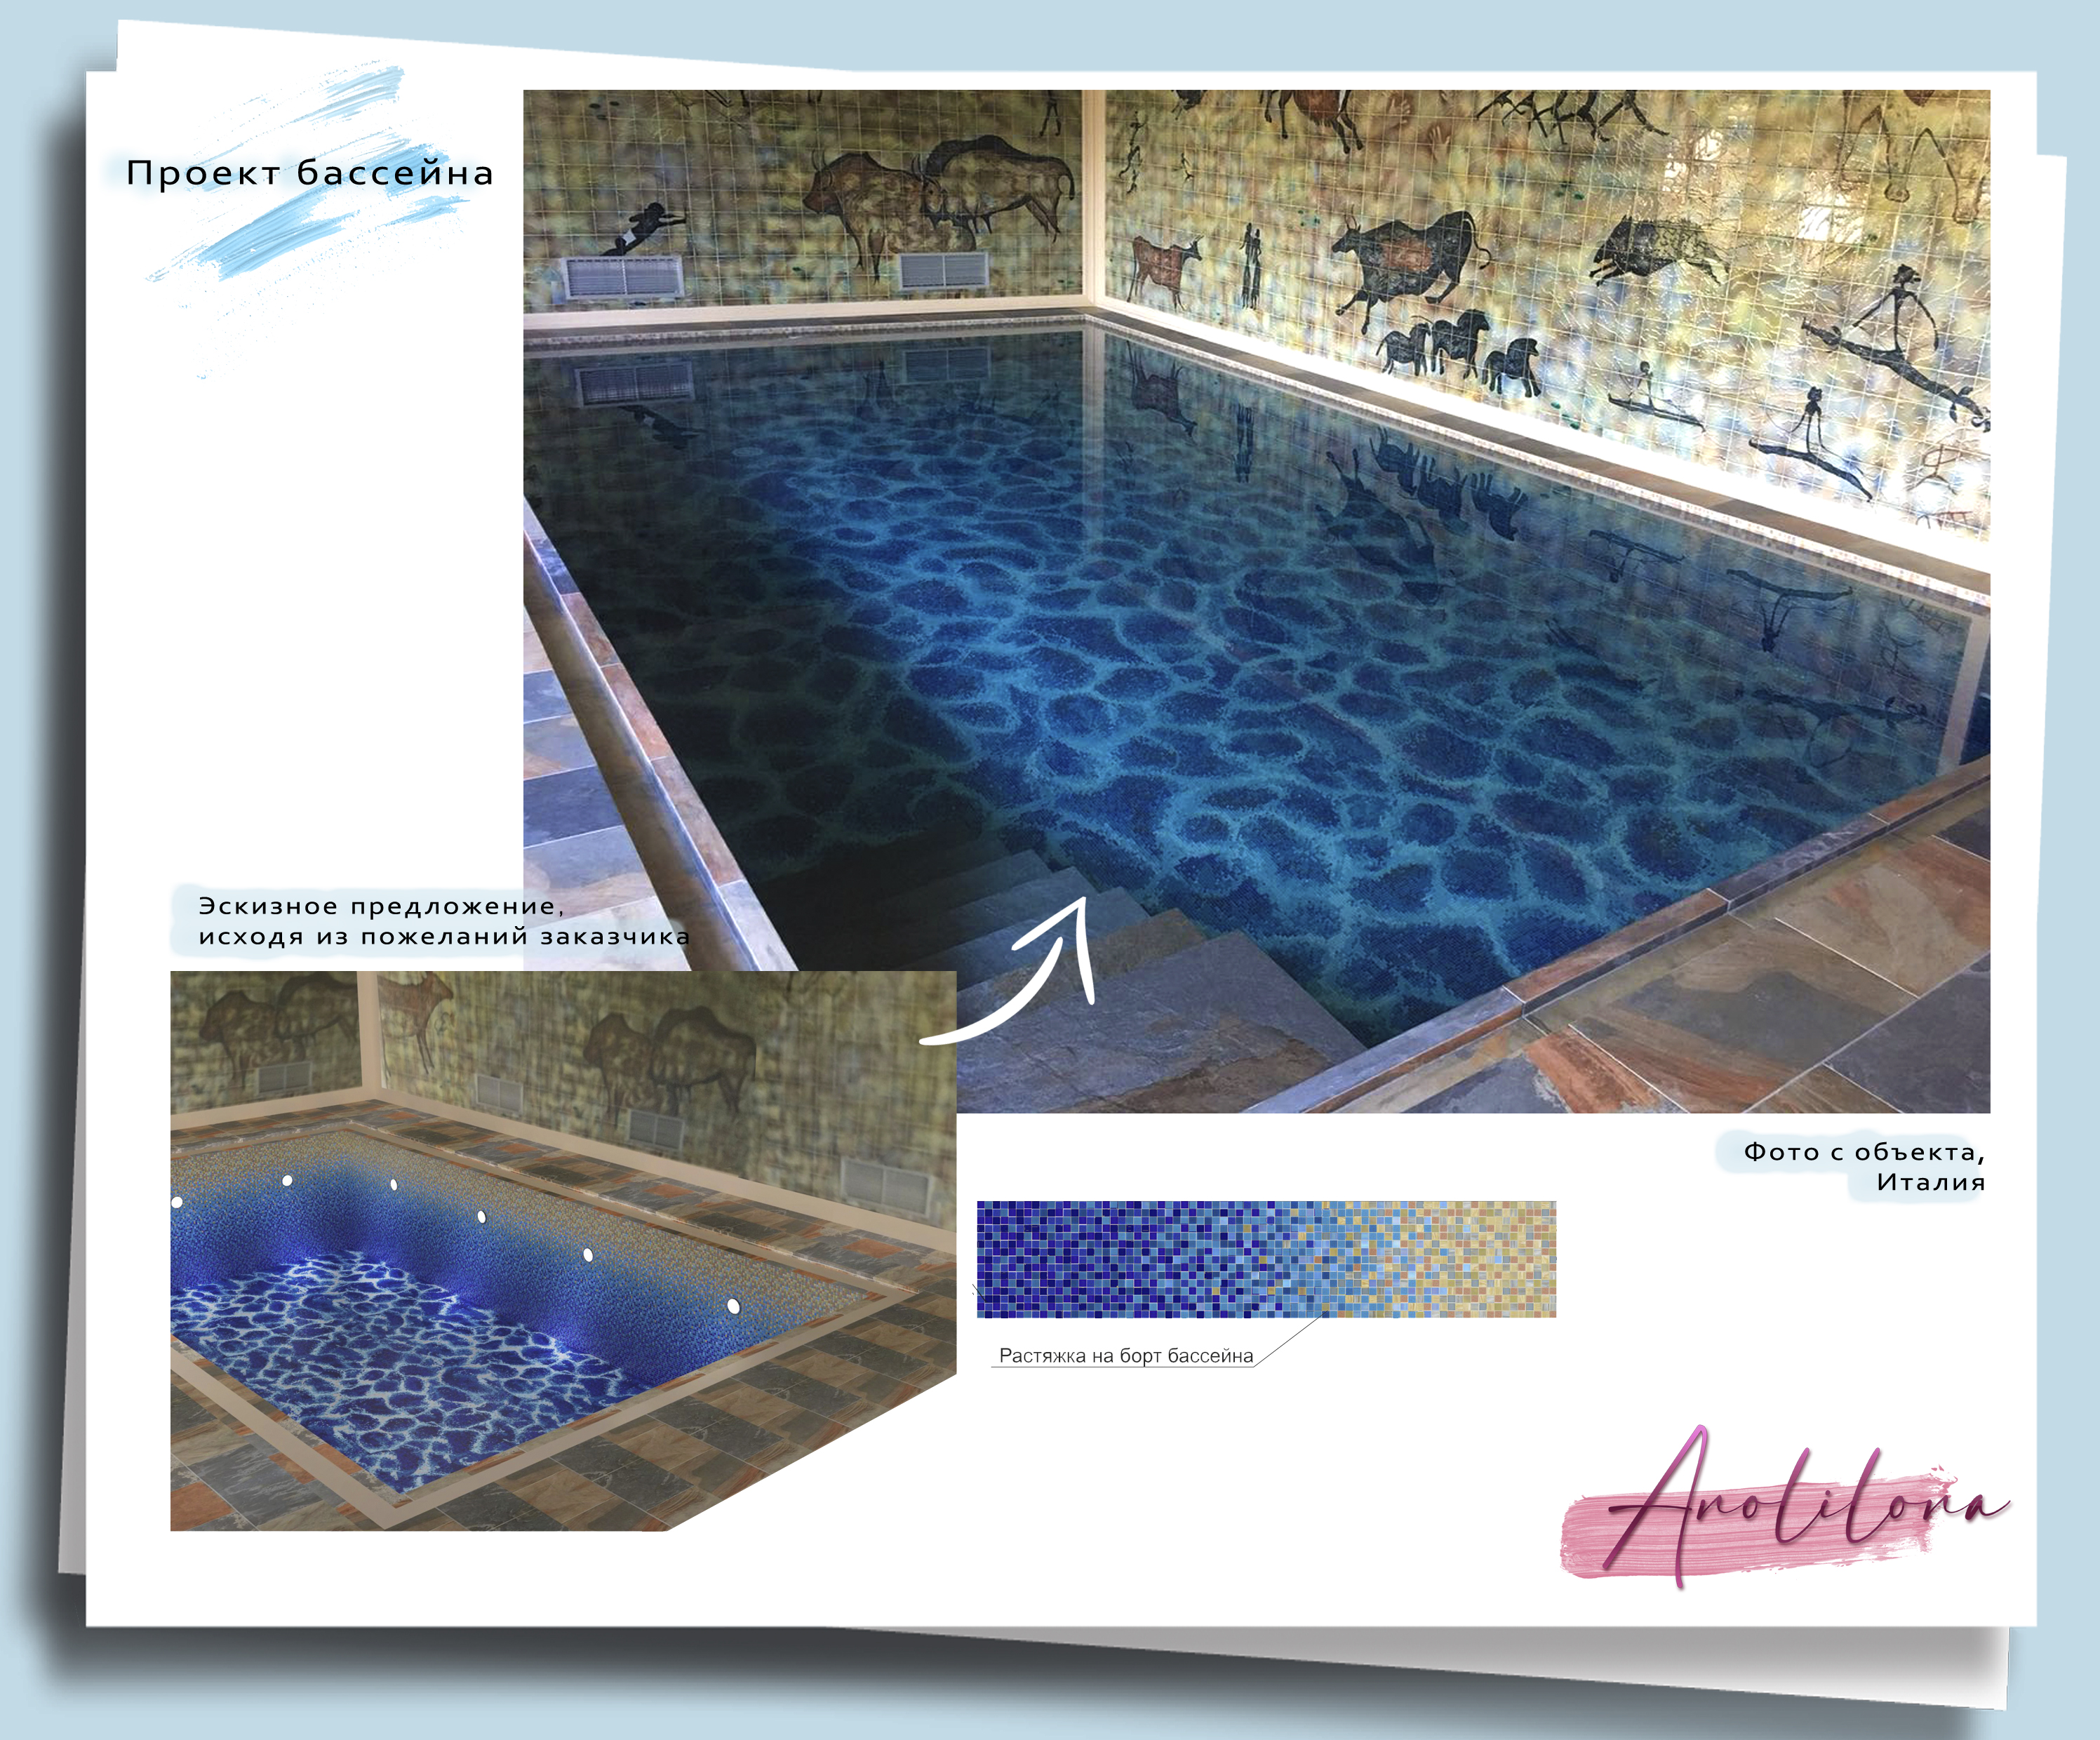 Проект бассейна
Эскизное предложение,
исходя из пожеланий заказчика
Фото с объекта,
Италия
Растяжка на борт бассейна
Anolilona